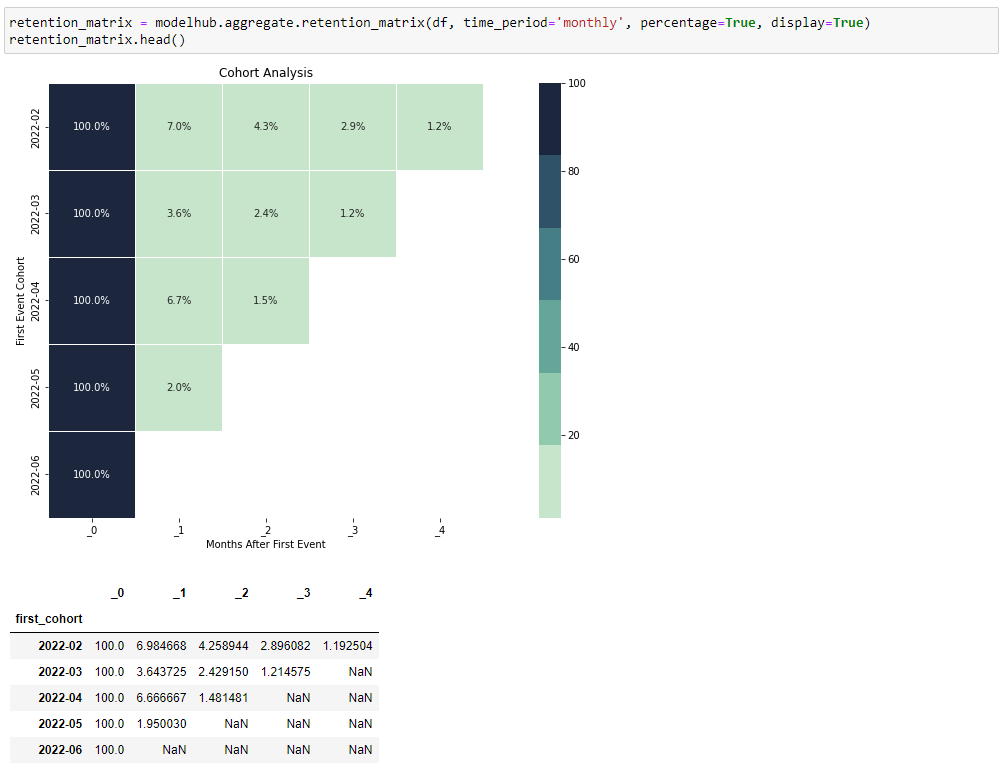 retention_matrix = modelhub.aggregate.retention_matrix(df, time_period='monthly', percentage=True, display=True)
retention_matrix.head()
Cohort Analysis
First Event Cohort
2022-02 100.0% 7.0% 4.3% 2.9% 1.2%
2022-03 100.0% 3.6% 2.4% 1.2%
2022-04 100.0% 6.7% 1.5%
2022-05 100.0% 2.0%
2022-06 100.0%
_0 _1 _2 _3 _4
Months After First Event
100
80
60
40
20
_0 _1 _2 _3 _4
first_cohort
2022-02 100.0 6.984668 4.258944 2.896082 1.192504
2022-03 100.0 3.643725 2.429150 1.214575 NaN
2022-04 100.0 6.666667 1.481481 NaN NaN
2022-05 100.0 1.950030 NaN NaN NaN
2022-06 100.0 NaN NaN NaN NaN